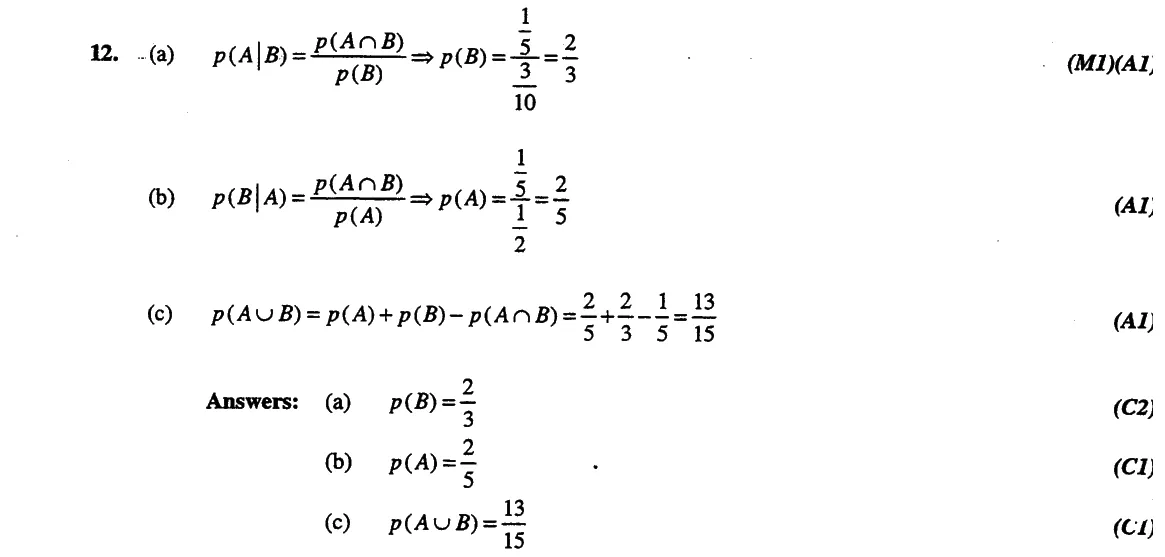 12. (a) p(A|B) = p(A∩B)/p(B) ⇒ p(B) = (1/5)/(3/10) = 2/3 (M1)(A1)
(b) p(B|A) = p(A∩B)/p(A) ⇒ p(A) = (1/5)/(1/2) = 2/5 (A1)
(c) p(A∪B) = p(A) + p(B) − p(A∩B) = 2/5 + 2/3 − 1/5 = 13/15 (A1)
Answers: (a) p(B) = 2/3 (C2)
(b) p(A) = 2/5 (C1)
(c) p(A∪B) = 13/15 (C1)